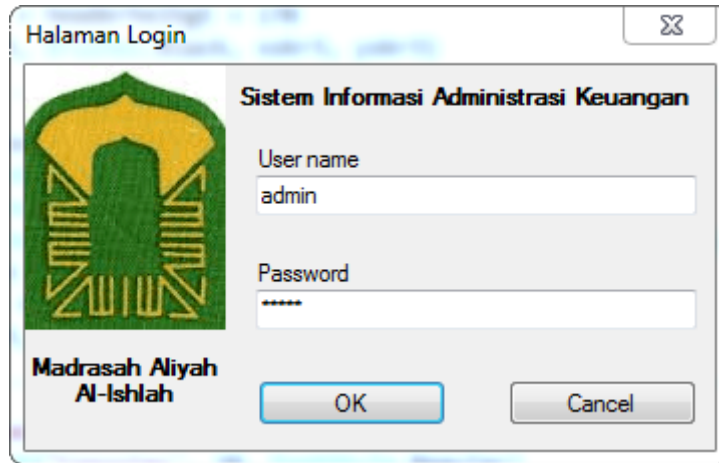 Halaman Login
Sistem Informasi Administrasi Keuangan
User name
admin
Password
*****
Madrasah Aliyah
Al-Ishlah
OK
Cancel